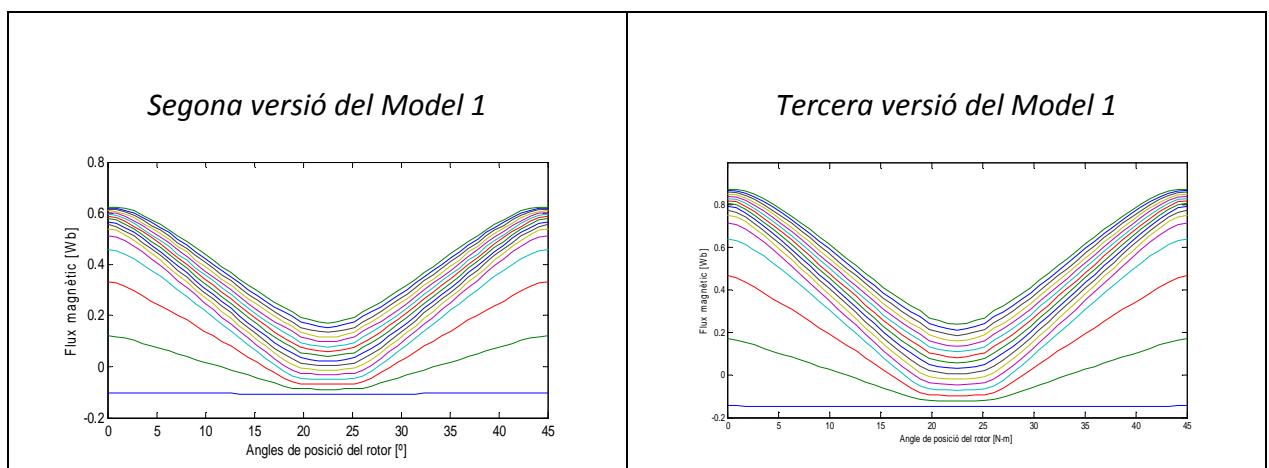 Segona versió del Model 1
0.8
0.6
0.4
0.2
0
-0.2
Flux magnètic [Wb]
0 5 10 15 20 25 30 35 40 45
Angles de posició del rotor [º]
Tercera versió del Model 1
0.8
0.6
0.4
0.2
0
-0.2
Flux magnètic [Wb]
0 5 10 15 20 25 30 35 40 45
Angle de posició del rotor [N-m]